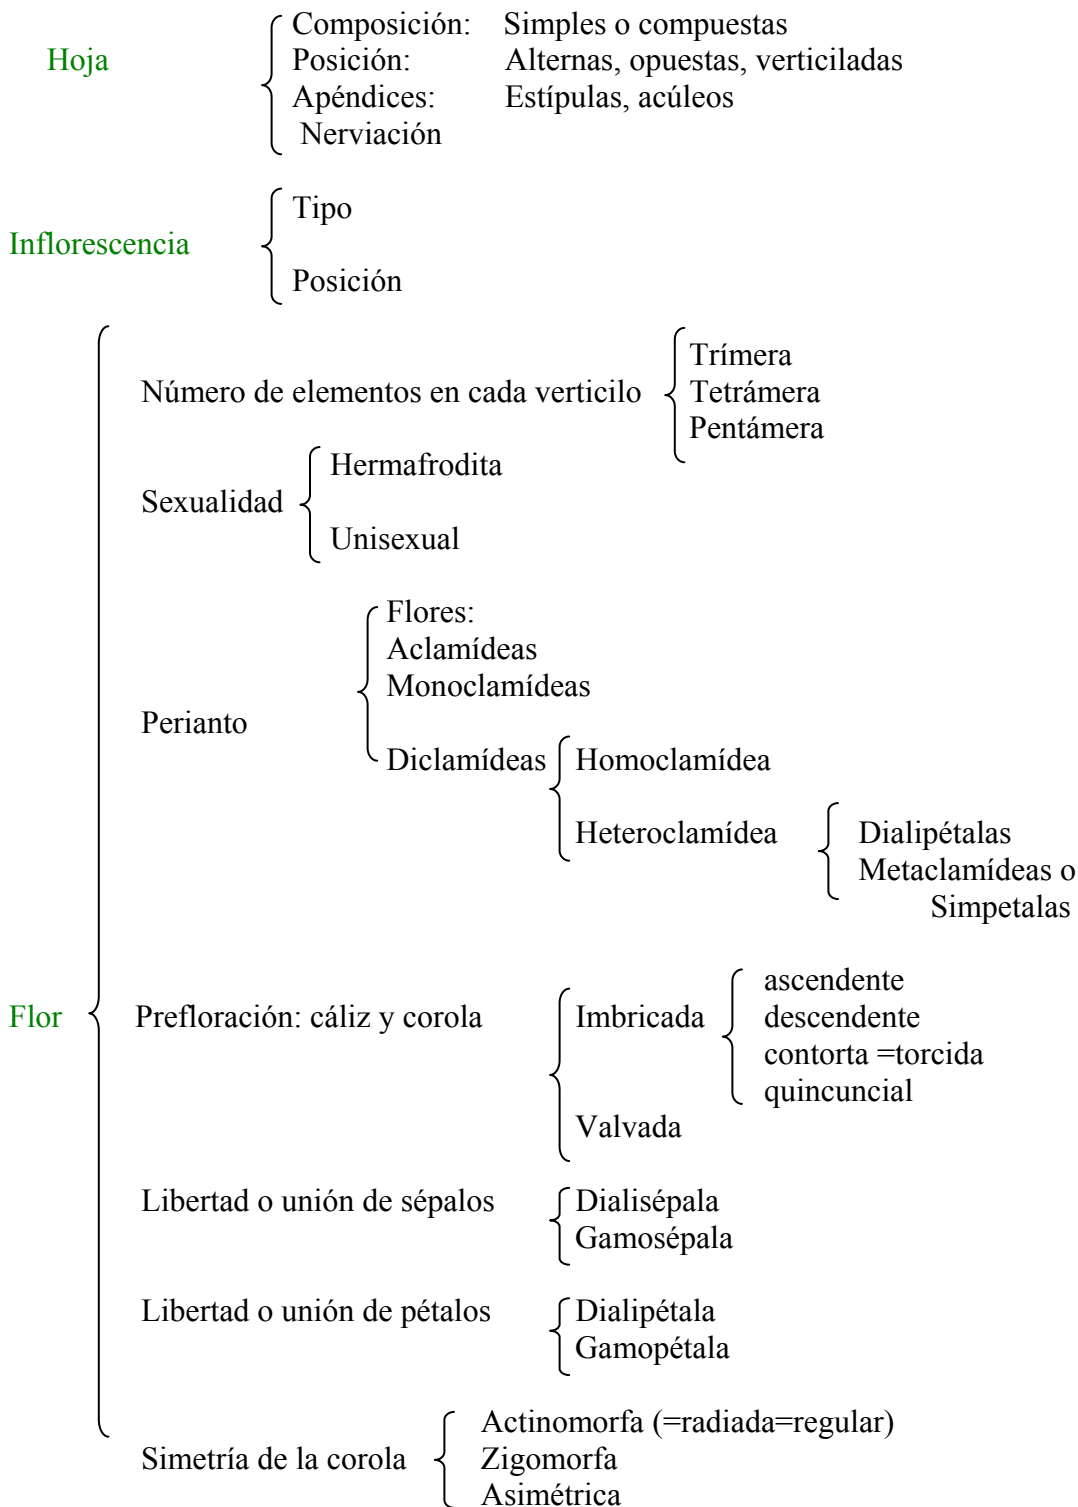 Composición: Simples o compuestas
Hoja Posición: Alternas, opuestas, verticiladas
Apéndices: Estípulas, acúleos
Nerviación
Tipo
Inflorescencia
Posición
Trímera
Número de elementos en cada verticilo Tetrámera
Pentámera
Hermafrodita
Sexualidad
Unisexual
Flores:
Aclamídeas
Monoclamídeas
Perianto
Diclamídeas Homoclamídea
Heteroclamídea Dialipétalas
Metaclamídeas o
Simpetalas
ascendente
Flor Prefloración: cáliz y corola Imbricada descendente
contorta =torcida
quincuncial
Valvada
Libertad o unión de sépalos Dialisépala
Gamosépala
Libertad o unión de pétalos Dialipétala
Gamopétala
Actinomorfa (=radiada=regular)
Simetría de la corola Zigomorfa
Asimétrica